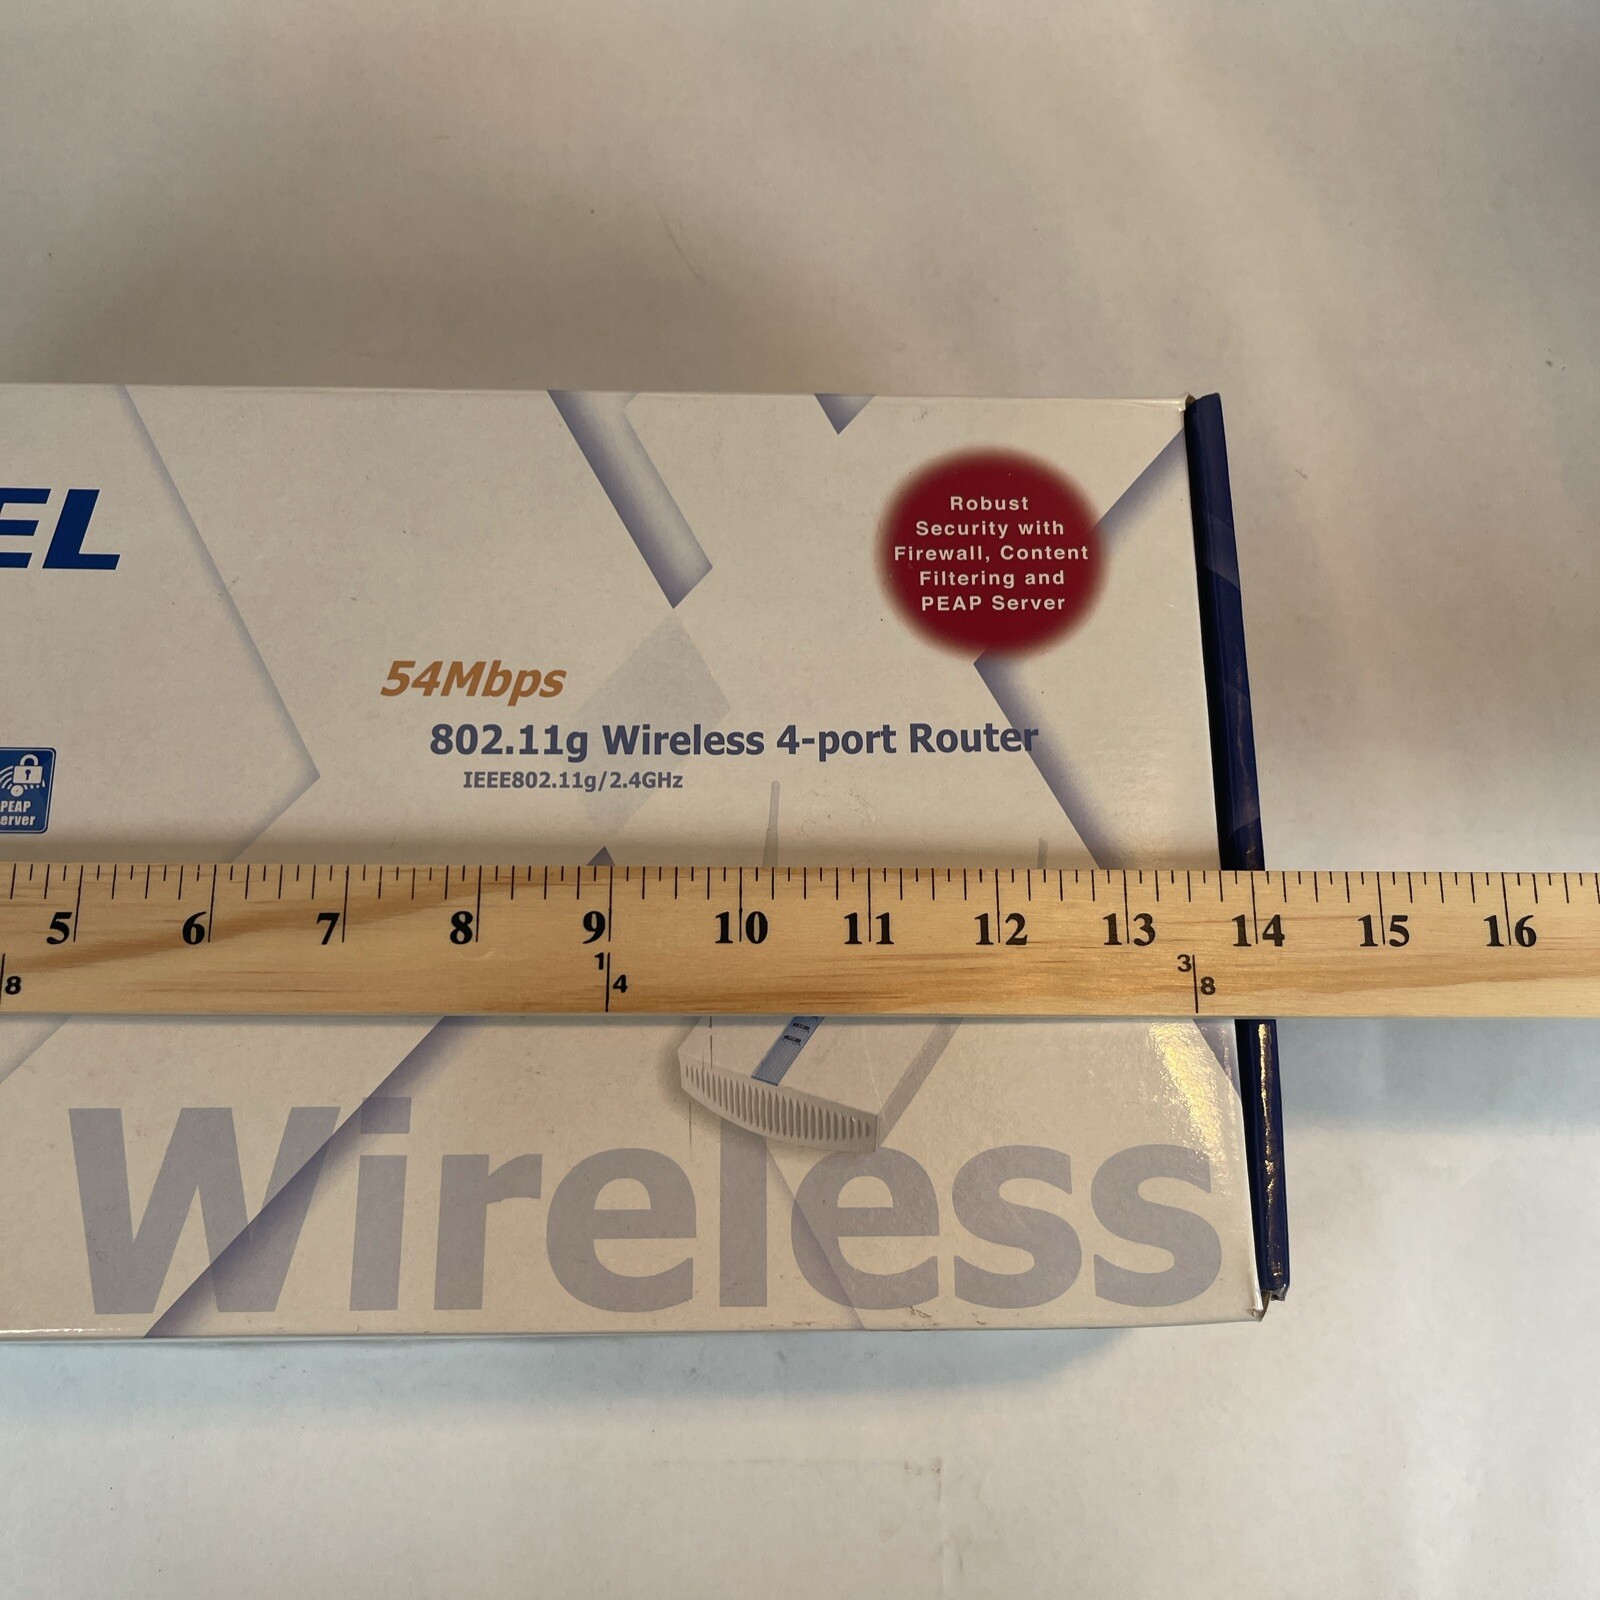 EL
Robust
Security with
Firewall, Content
Filtering and
PEAP Server
54Mbps
802.11g Wireless 4-port Router
IEEE802.11g/2.4GHz
PEAP
erver
5 6 7 8 9 10 11 12 13 14 15 16
8 1 4 3 8
Wireless